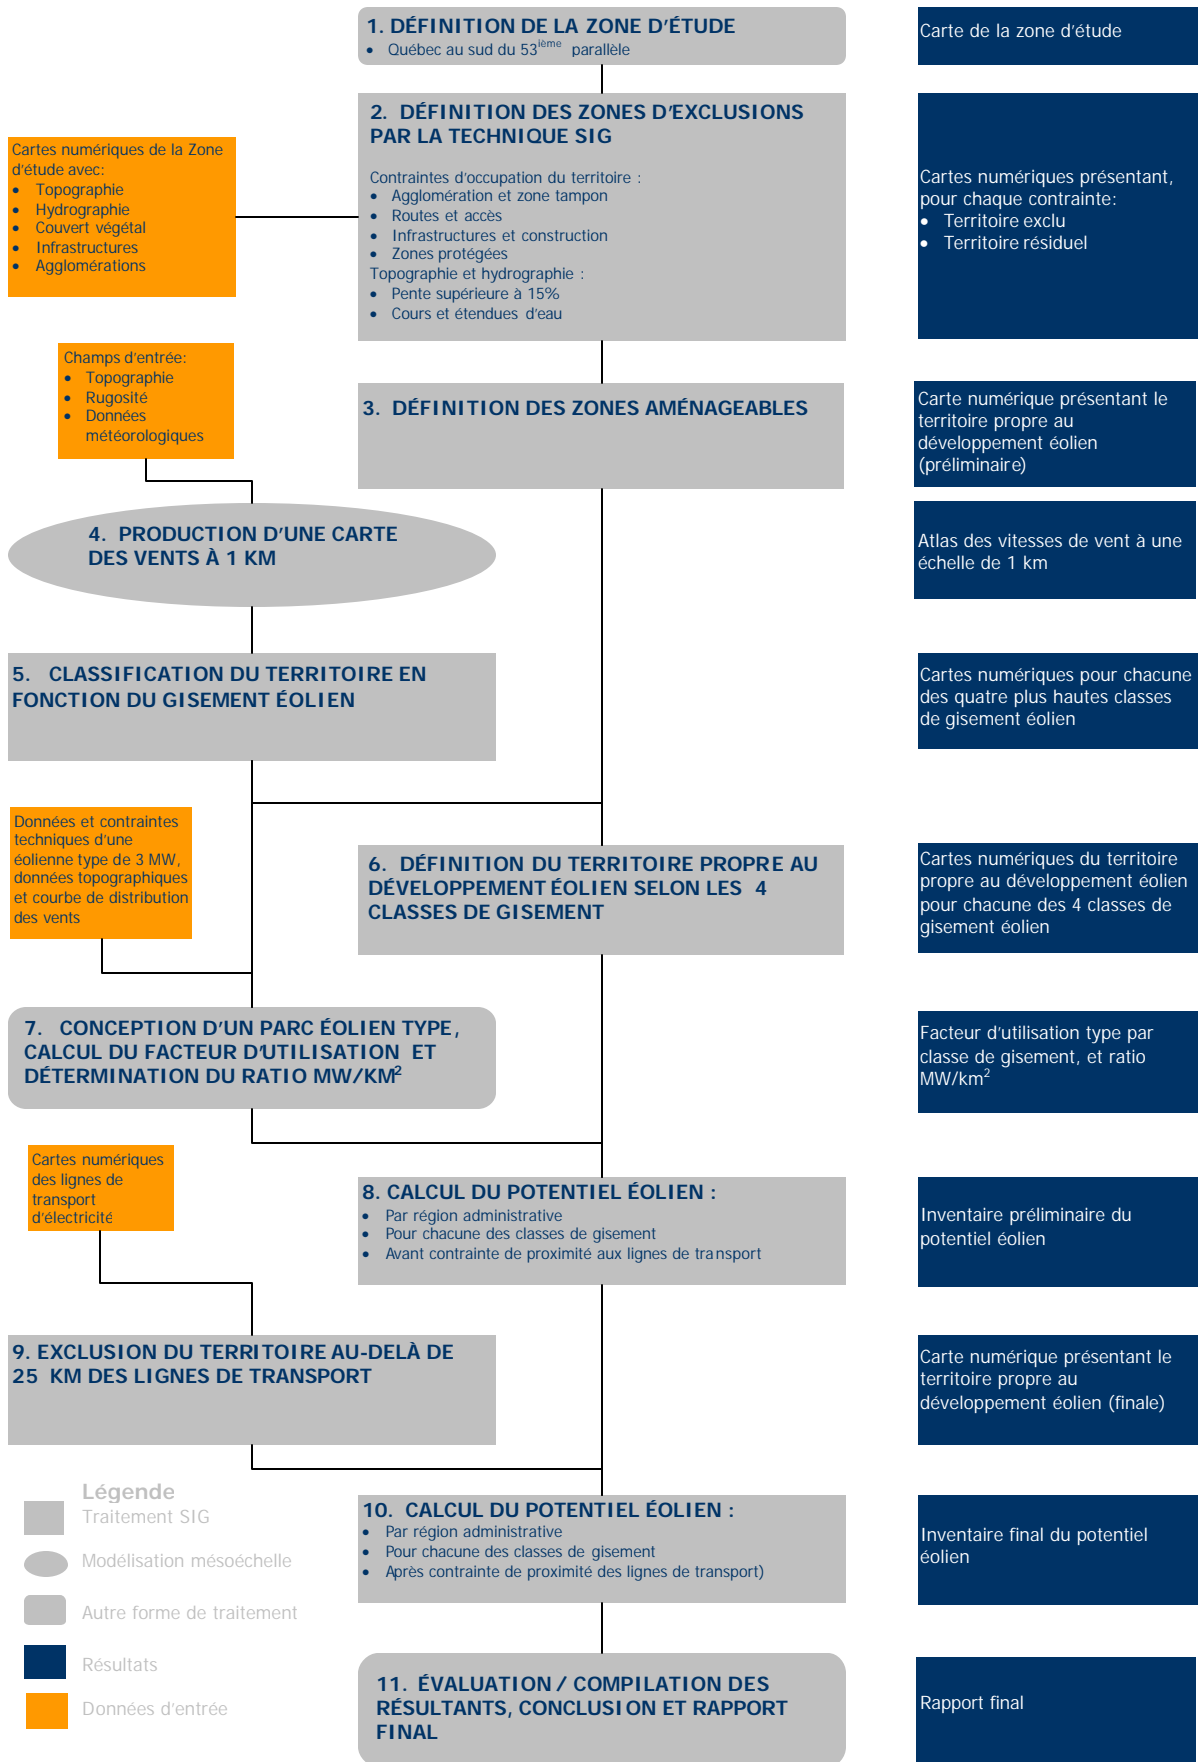 1. DÉFINITION DE LA ZONE D'ÉTUDE
• Québec au sud du 53ième parallèle
Carte de la zone d'étude
2. DÉFINITION DES ZONES D'EXCLUSIONS
PAR LA TECHNIQUE SIG
Contraintes d'occupation du territoire :
• Agglomération et zone tampon
• Routes et accès
• Infrastructures et construction
• Zones protégées
Topographie et hydrographie :
• Pente supérieure à 15%
• Cours et étendues d'eau
Cartes numériques de la Zone
d'étude avec:
• Topographie
• Hydrographie
• Couvert végétal
• Infrastructures
• Agglomérations
Cartes numériques présentant,
pour chaque contrainte:
• Territoire exclu
• Territoire résiduel
Champs d'entrée:
• Topographie
• Rugosité
• Données
météorologiques
3. DÉFINITION DES ZONES AMÉNAGEABLES
Carte numérique présentant le
territoire propre au
développement éolien
(préliminaire)
4. PRODUCTION D'UNE CARTE
DES VENTS À 1 KM
Atlas des vitesses de vent à une
échelle de 1 km
5. CLASSIFICATION DU TERRITOIRE EN
FONCTION DU GISEMENT ÉOLIEN
Cartes numériques pour chacune
des quatre plus hautes classes
de gisement éolien
Données et contraintes
techniques d'une
éolienne type de 3 MW,
données topographiques
et courbe de distribution
des vents
6. DÉFINITION DU TERRITOIRE PROPRE AU
DÉVELOPPEMENT ÉOLIEN SELON LES 4
CLASSES DE GISEMENT
Cartes numériques du territoire
propre au développement éolien
pour chacune des 4 classes de
gisement éolien
7. CONCEPTION D'UN PARC ÉOLIEN TYPE,
CALCUL DU FACTEUR D'UTILISATION ET
DÉTERMINATION DU RATIO MW/KM2
Facteur d'utilisation type par
classe de gisement, et ratio
MW/km2
Cartes numériques
des lignes de
transport
d'électricité
8. CALCUL DU POTENTIEL ÉOLIEN :
• Par région administrative
• Pour chacune des classes de gisement
• Avant contrainte de proximité aux lignes de transport
Inventaire préliminaire du
potentiel éolien
9. EXCLUSION DU TERRITOIRE AU-DELÀ DE
25 KM DES LIGNES DE TRANSPORT
Carte numérique présentant le
territoire propre au
développement éolien (finale)
10. CALCUL DU POTENTIEL ÉOLIEN :
• Par région administrative
• Pour chacune des classes de gisement
• Après contrainte de proximité des lignes de transport)
Inventaire final du potentiel
éolien
11. ÉVALUATION / COMPILATION DES
RÉSULTANTS, CONCLUSION ET RAPPORT
FINAL
Rapport final
Légende
Traitement SIG
Modélisation mésoéchelle
Autre forme de traitement
Résultats
Données d'entrée